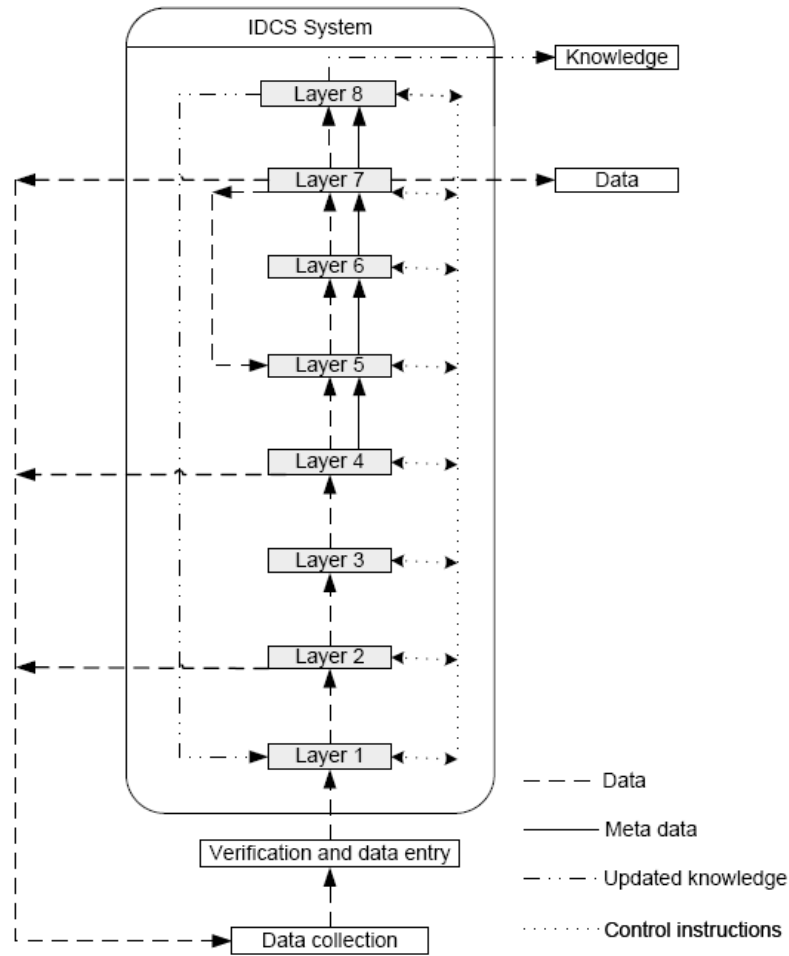 IDCS System
Knowledge
Layer 8
Layer 7
Data
Layer 6
Layer 5
Layer 4
Layer 3
Layer 2
Layer 1
Data
Meta data
Verification and data entry
Updated knowledge
Control instructions
Data collection